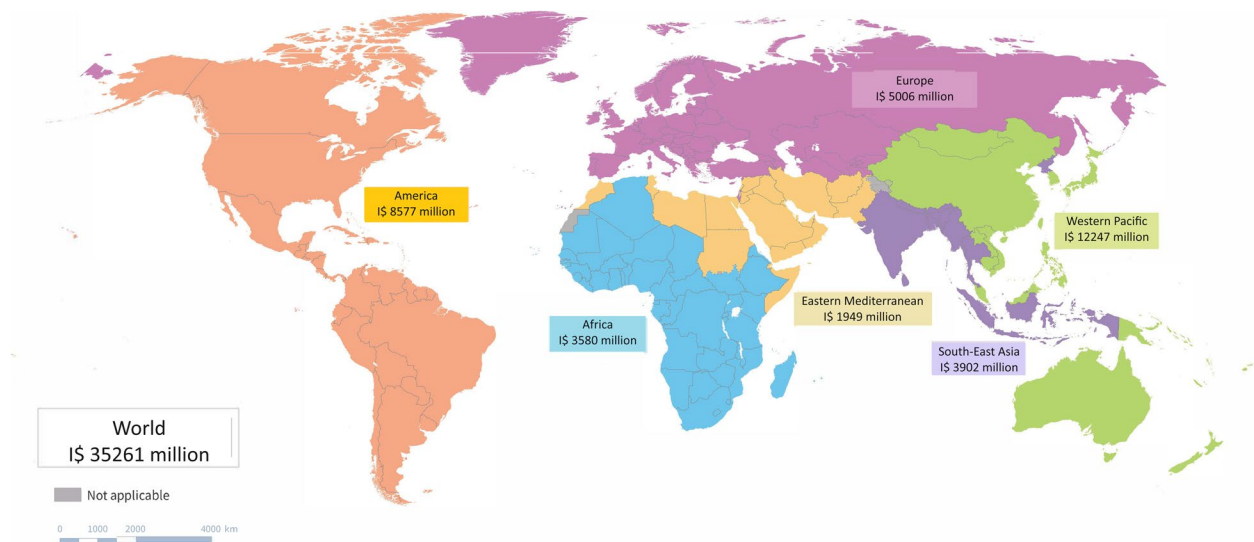 Europe
I$ 5006 million
America
I$ 8577 million
Western Pacific
I$ 12247 million
Eastern Mediterranean
I$ 1949 million
Africa
I$ 3580 million
South-East Asia
I$ 3902 million
World
I$ 35261 million
Not applicable
0 1000 2000 4000 km